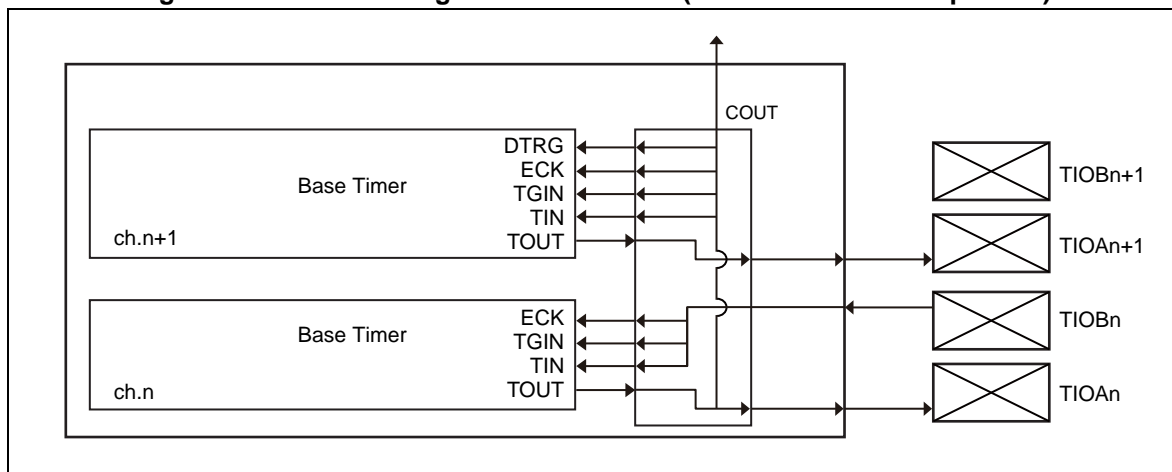 COUT
DTRG
ECK
Base Timer
TGIN
TIN
ch.n+1
TOUT
TIOBn+1
TIOAn+1
ECK
Base Timer
TGIN
TIN
ch.n
TOUT
TIOBn
TIOAn